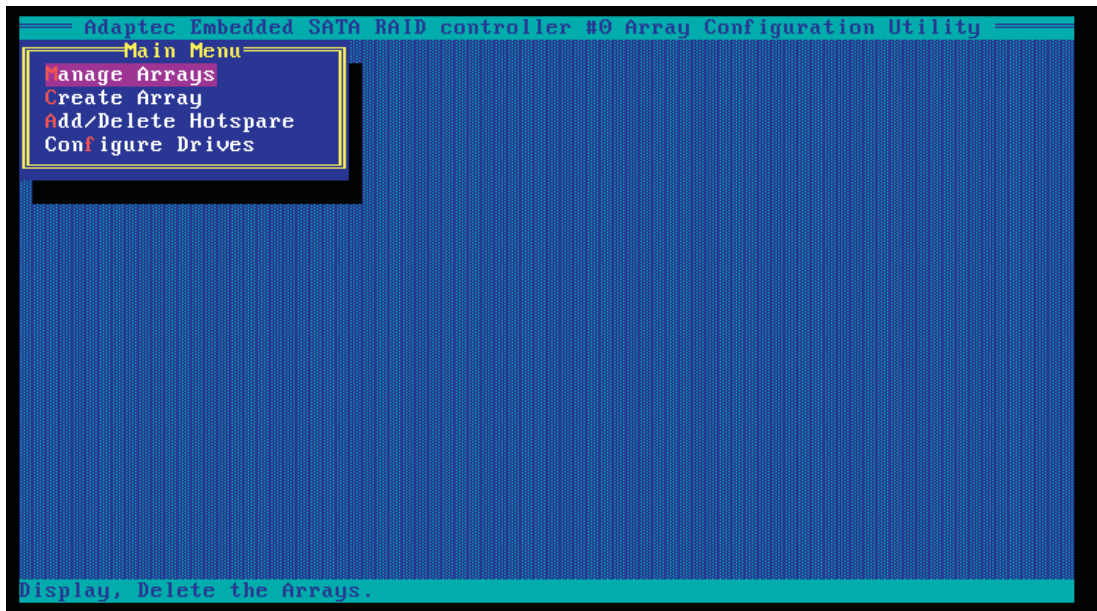 Adaptec Embedded SATA RAID controller #0 Array Configuration Utility
Main Menu
Manage Arrays
Create Array
Add/Delete Hotspare
Configure Drives
Display, Delete the Arrays.